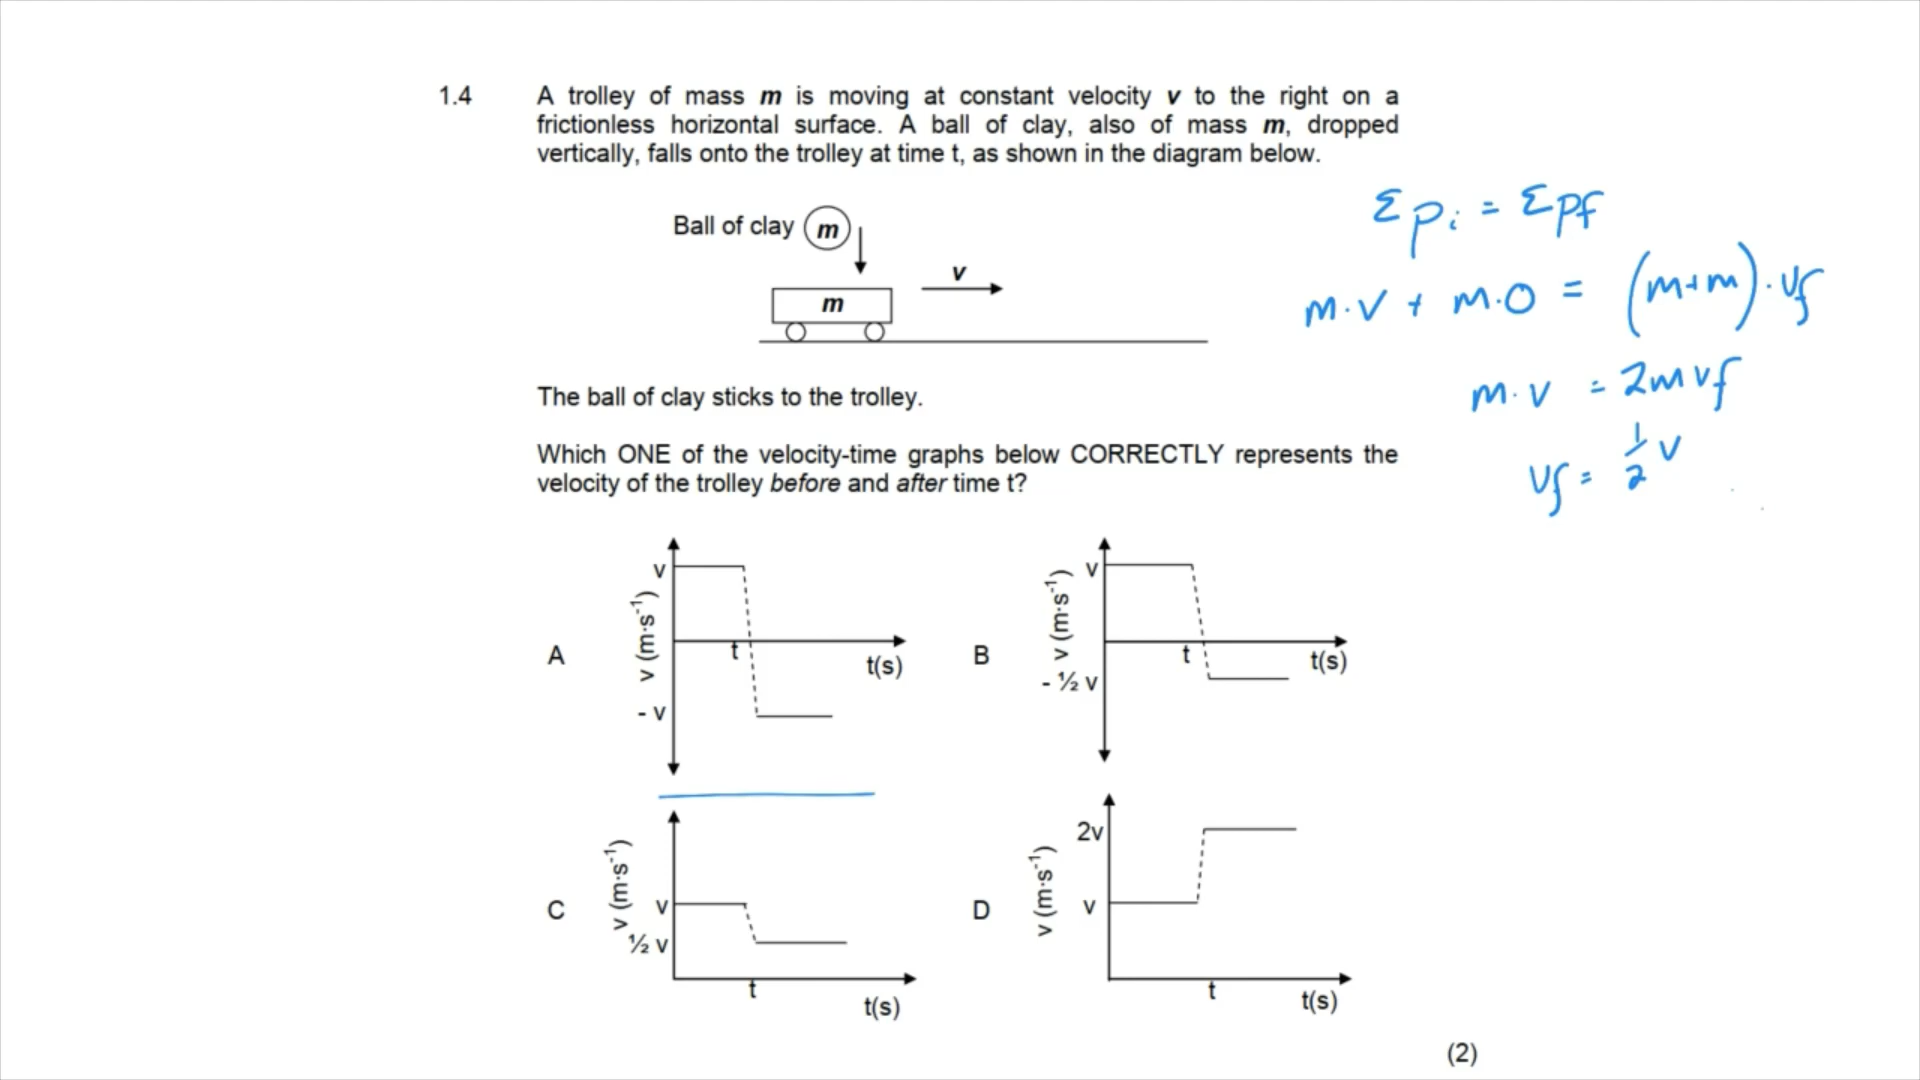 1.4 A trolley of mass m is moving at constant velocity v to the right on a
frictionless horizontal surface. A ball of clay, also of mass m, dropped
vertically, falls onto the trolley at time t, as shown in the diagram below.
Σpi = Σpf
Ball of clay m
v
m
m·v + m·0 = (m+m)·vf
The ball of clay sticks to the trolley.
m·v = 2mvf
Which ONE of the velocity-time graphs below CORRECTLY represents the
velocity of the trolley before and after time t?
vf = ½ v
A
v (m·s⁻¹)
v
t
t(s)
- v
B
v (m·s⁻¹)
v
t
t(s)
- ½ v
C
v (m·s⁻¹)
v
½ v
t
t(s)
D
v (m·s⁻¹)
2v
v
t
t(s)
(2)